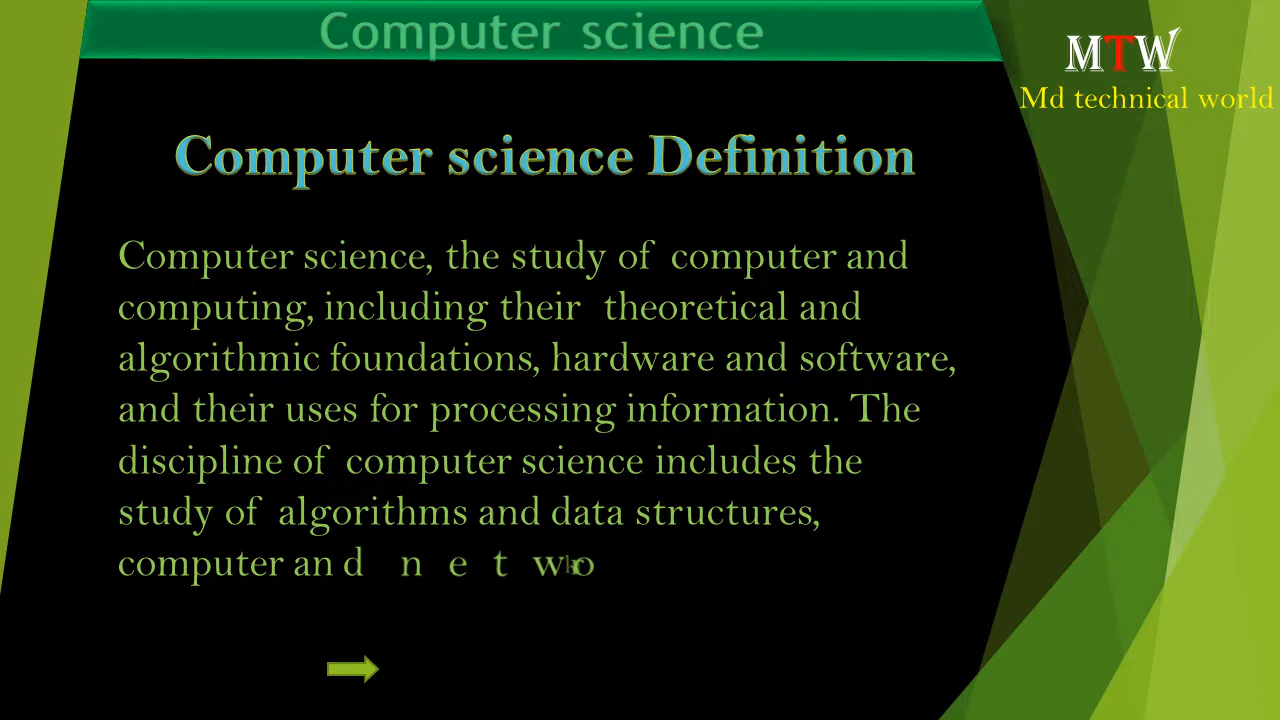 Computer science
MTW
Md technical world
Computer science Definition
Computer science, the study of computer and
computing, including their theoretical and
algorithmic foundations, hardware and software,
and their uses for processing information. The
discipline of computer science includes the
study of algorithms and data structures,
computer and